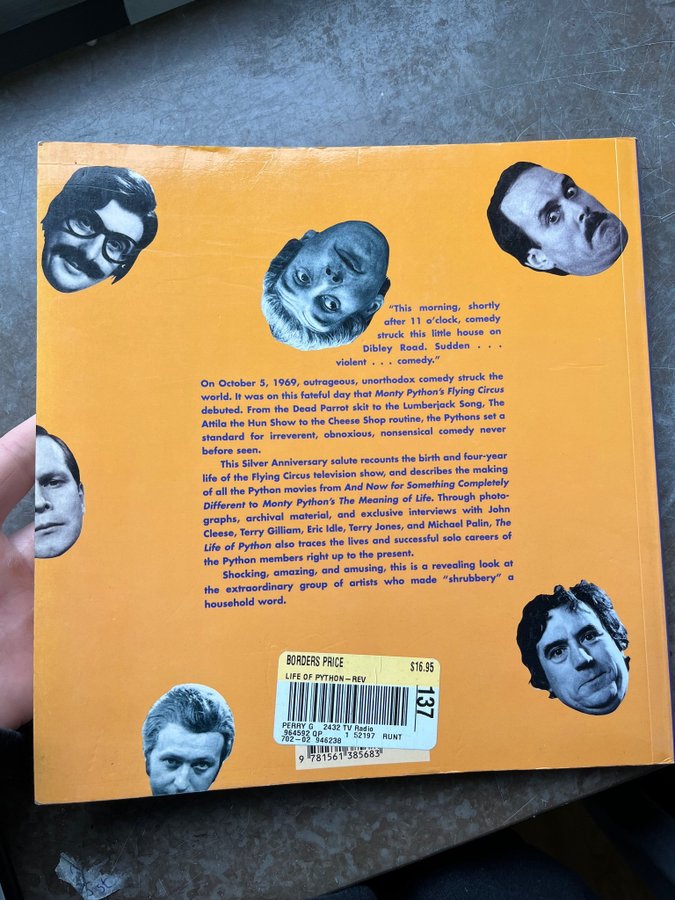 “This morning, shortly
after 11 o’clock, comedy
struck this little house on
Dibley Road. Sudden . . .
violent . . . comedy.”
On October 5, 1969, outrageous, unorthodox comedy struck the
world. It was on this fateful day that Monty Python’s Flying Circus
debuted. From the Dead Parrot skit to the Lumberjack Song, The
Attila the Hun Show to the Cheese Shop routine, the Pythons set a
standard for irreverent, obnoxious, nonsensical comedy never
before seen.
This Silver Anniversary salute recounts the birth and four-year
life of the Flying Circus television show, and describes the making
of all the Python movies from And Now for Something Completely
Different to Monty Python’s The Meaning of Life. Through photo-
graphs, archival material, and exclusive interviews with John
Cleese, Terry Gilliam, Eric Idle, Terry Jones, and Michael Palin, The
Life of Python also traces the lives and successful solo careers of
the Python members right up to the present.
Shocking, amazing, and amusing, this is a revealing look at
the extraordinary group of artists who made “shrubbery” a
household word.
BORDERS PRICE $16.95
LIFE OF PYTHON-REV
137
PERRY G 2432 TV Radio
964592 QP 1 52197 RUNT
702-02 946238
9 781561 385683